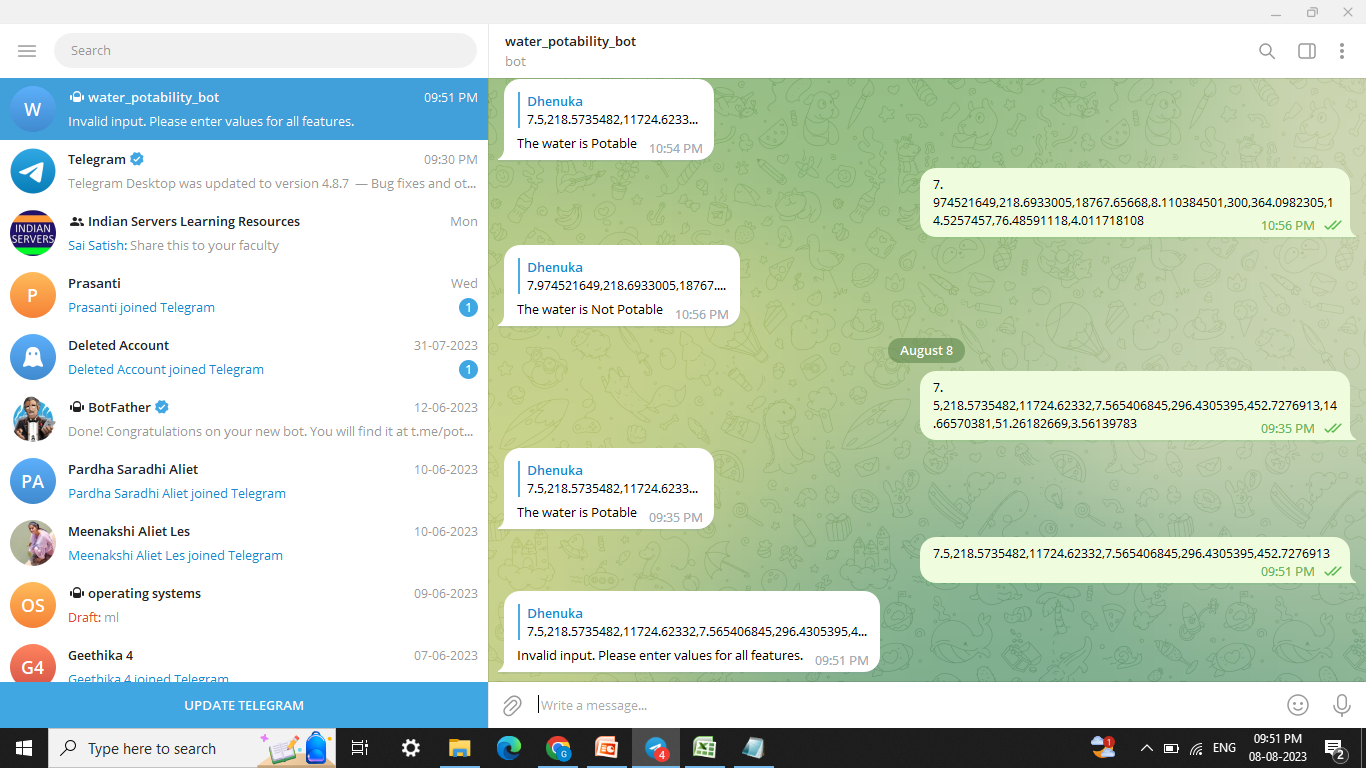 Search
W
water_potability_bot
09:51 PM
Invalid input. Please enter values for all features.
Telegram
09:30 PM
Telegram Desktop was updated to version 4.8.7 — Bug fixes and ot...
INDIAN
SERVERS
Indian Servers Learning Resources
Mon
Sai Satish: Share this to your faculty
P
Prasanti
Wed
Prasanti joined Telegram
1
Deleted Account
31-07-2023
Deleted Account joined Telegram
1
BotFather
12-06-2023
Done! Congratulations on your new bot. You will find it at t.me/pot...
PA
Pardha Saradhi Aliet
10-06-2023
Pardha Saradhi Aliet joined Telegram
Meenakshi Aliet Les
10-06-2023
Meenakshi Aliet Les joined Telegram
OS
operating systems
09-06-2023
Draft: ml
G4
Geethika 4
07-06-2023
Geethika 4 joined Telegram
UPDATE TELEGRAM
water_potability_bot
bot
Dhenuka
7.5,218.5735482,11724.6233...
The water is Potable
10:54 PM
7.
974521649,218.6933005,18767.65668,8.110384501,300,364.0982305,1
4.5257457,76.48591118,4.011718108
10:56 PM
Dhenuka
7.974521649,218.6933005,18767....
The water is Not Potable
10:56 PM
August 8
7.
5,218.5735482,11724.62332,7.565406845,296.4305395,452.7276913,14
.66570381,51.26182669,3.56139783
09:35 PM
Dhenuka
7.5,218.5735482,11724.6233...
The water is Potable
09:35 PM
7.5,218.5735482,11724.62332,7.565406845,296.4305395,452.7276913
09:51 PM
Dhenuka
7.5,218.5735482,11724.62332,7.565406845,296.4305395,4...
Invalid input. Please enter values for all features.
09:51 PM
Write a message...
Type here to search
G
4
1
ENG
09:51 PM
08-08-2023
2